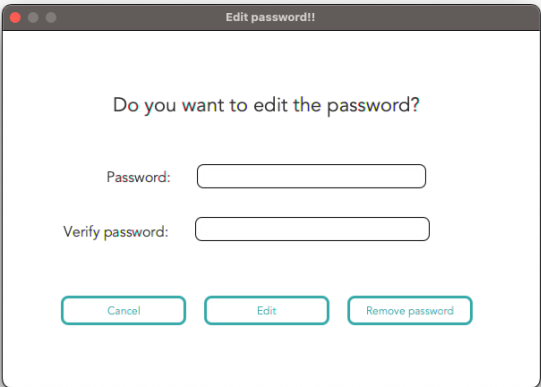 Edit password!!
Do you want to edit the password?
Password:
Verify password:
Cancel
Edit
Remove password